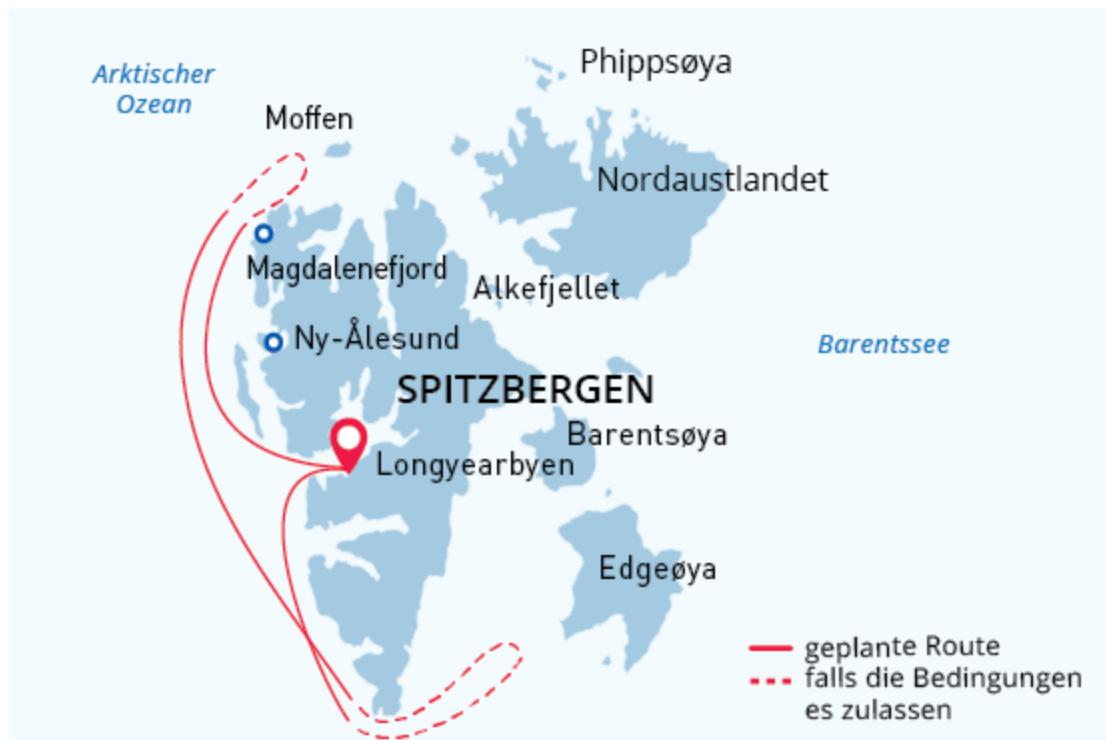 Phippsøya
Arktischer
Ozean
Moffen
Nordaustlandet
Magdalenefjord
Alkefjellet
Ny-Ålesund
Barentssee
SPITZBERGEN
Barentsøya
Longyearbyen
Edgeøya
geplante Route
falls die Bedingungen
es zulassen